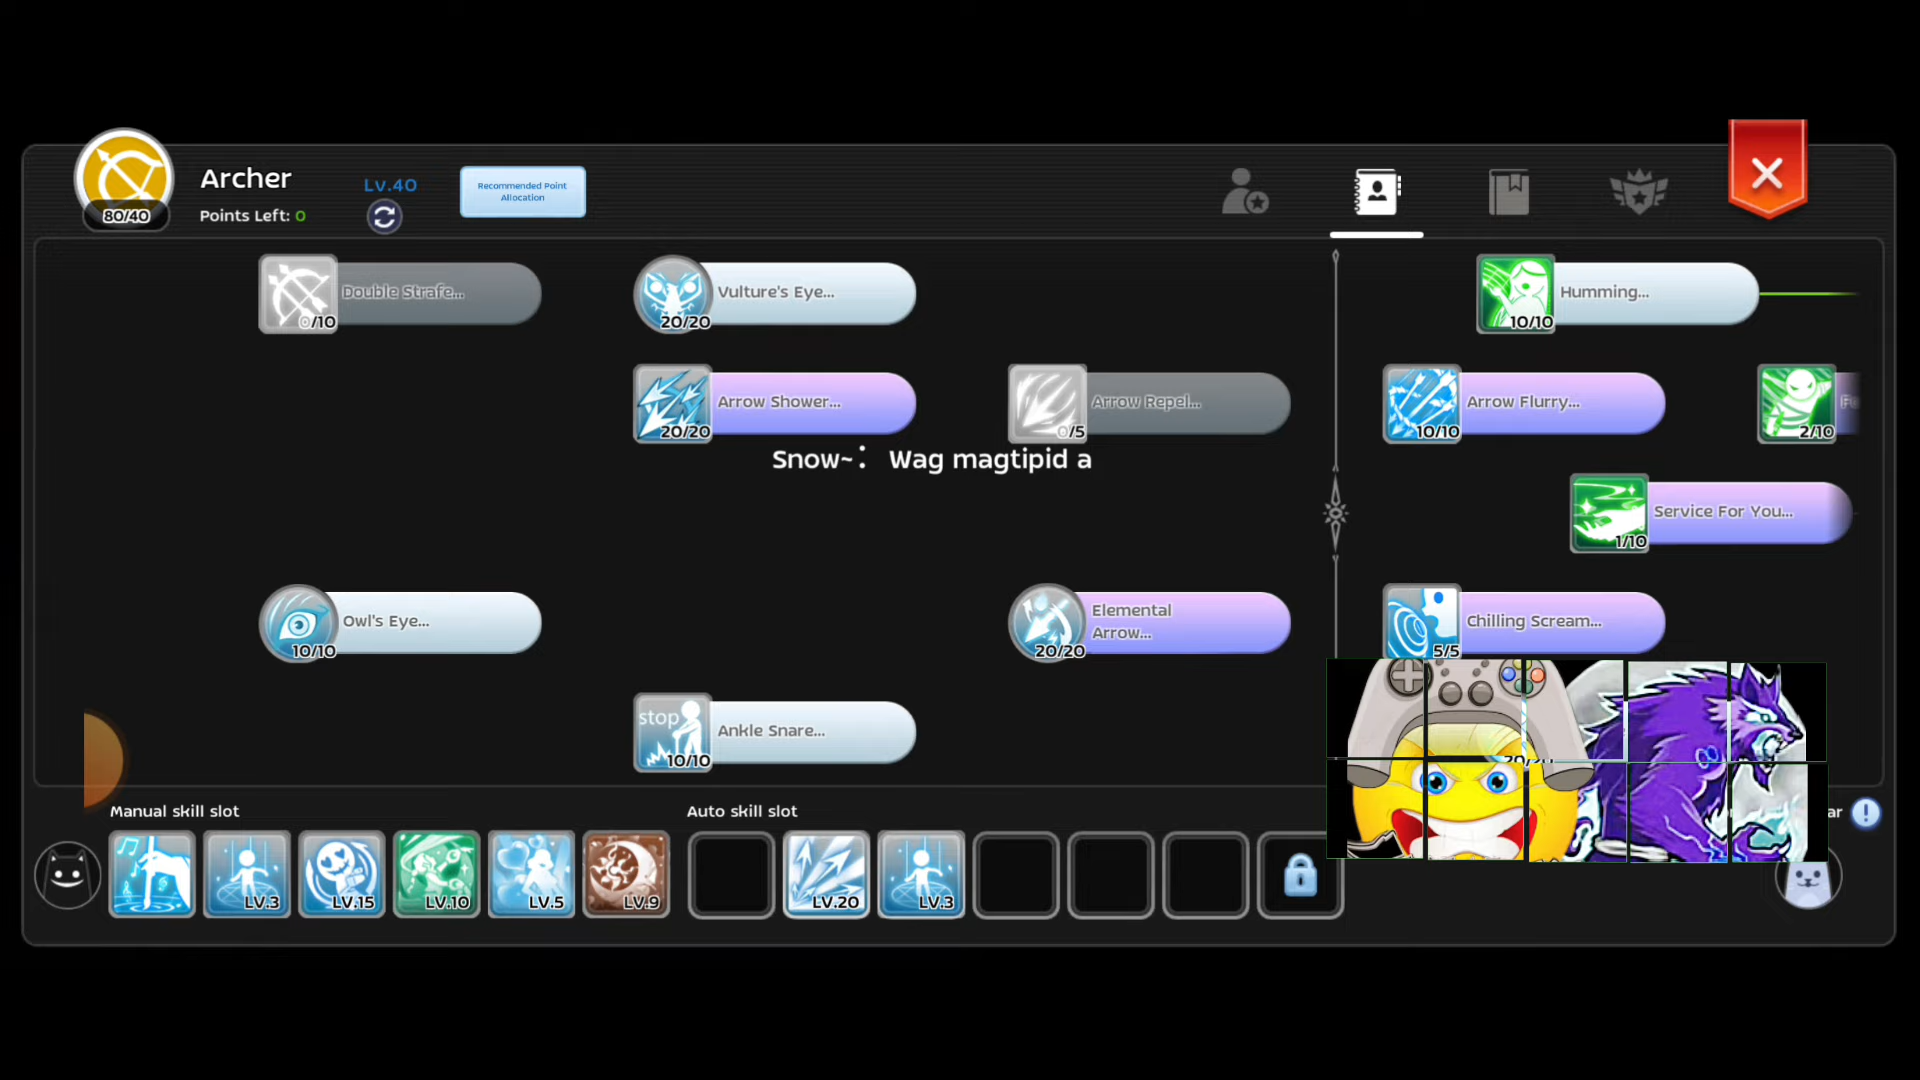 Archer
Lv.40
Recommended Point
Allocation
80/40
Points Left: 0
Double Strafe...
0/10
Vulture's Eye...
20/20
Humming...
10/10
Arrow Shower...
20/20
Arrow Repel...
0/5
Arrow Flurry...
10/10
2/10
Snow~: Wag magtipid a
Service For You...
1/10
Owl's Eye...
10/10
Elemental
Arrow...
20/20
Chilling Scream...
5/5
stop
Ankle Snare...
10/10
20/20
Manual skill slot
Auto skill slot
ar
LV.3
LV.15
LV.10
LV.5
LV.9
LV.20
LV.3